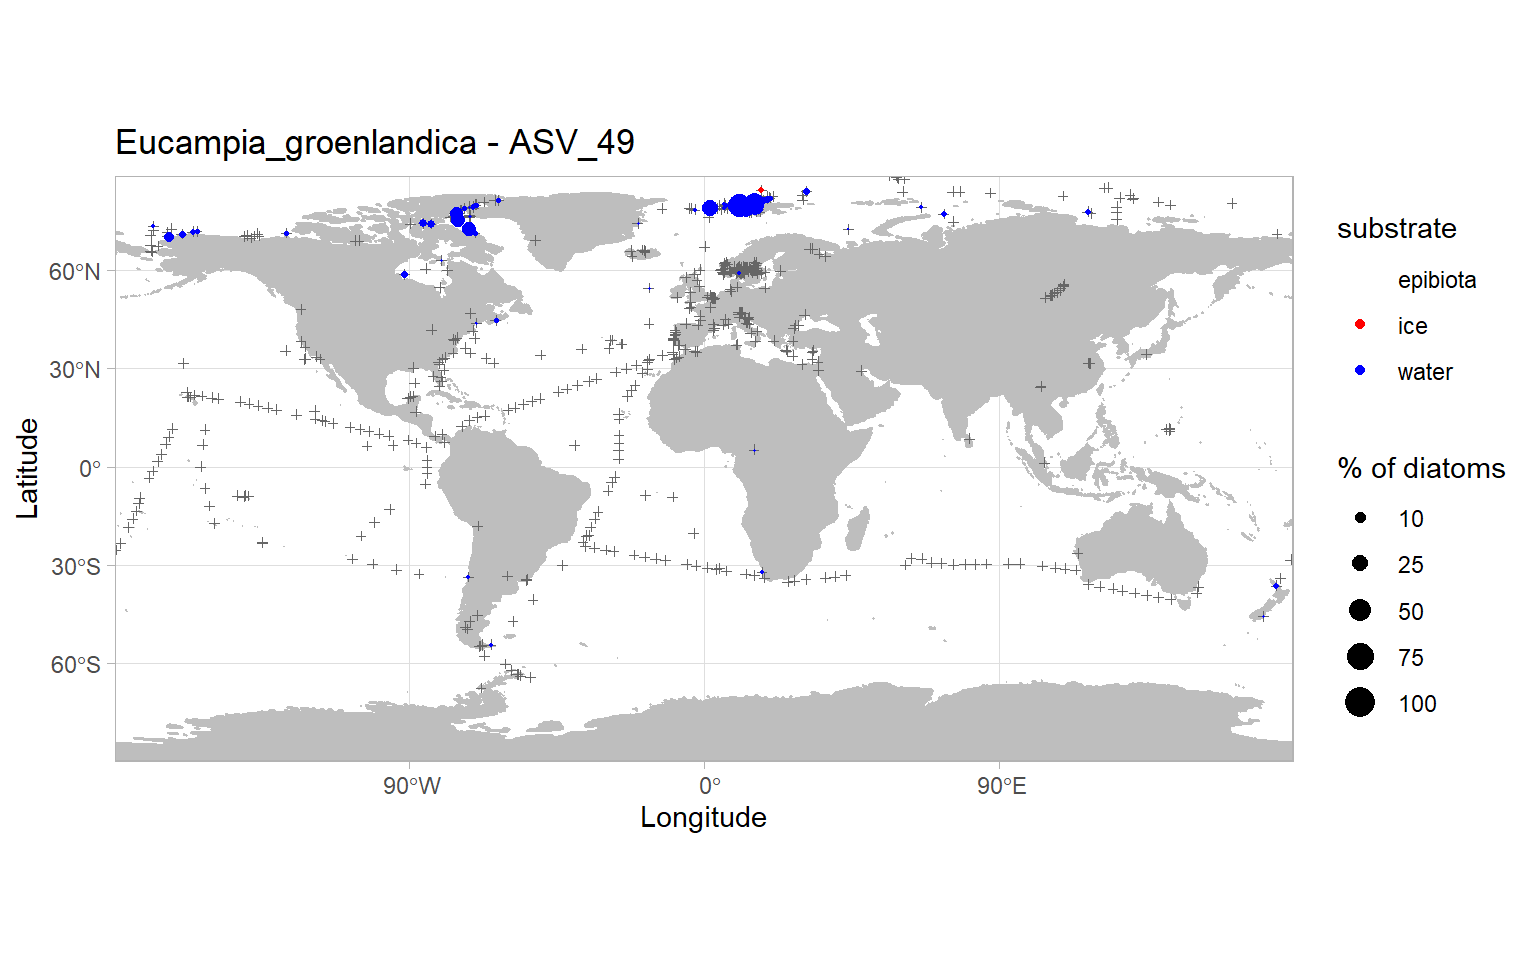 Eucampia_groenlandica - ASV_49
60°N
30°N
0°
30°S
60°S
Latitude
90°W
0°
90°E
Longitude
substrate
epibiota
ice
water
% of diatoms
10
25
50
75
100